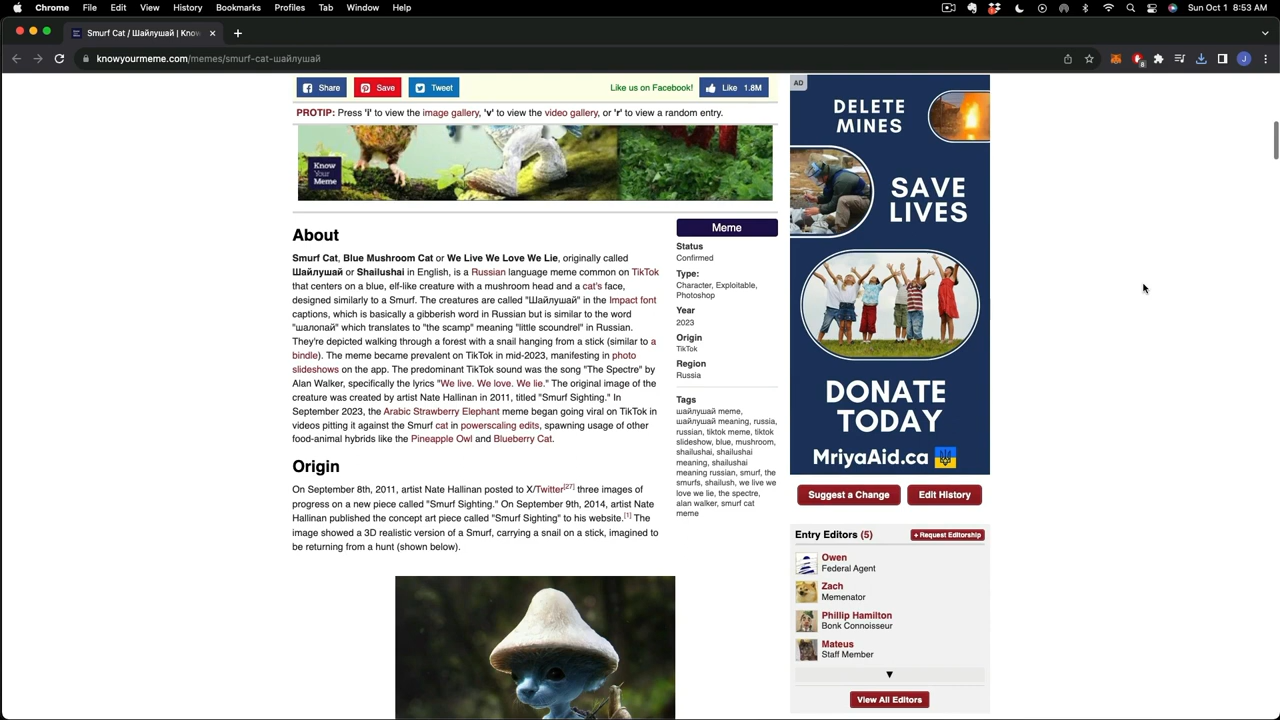 Chrome File Edit View History Bookmarks Profiles Tab Window Help Sun Oct 1 8:53 AM
Smurf Cat / Шайлушай | Know
knowyourmeme.com/memes/smurf-cat-шайлушай
Share Save Tweet Like us on Facebook! Like 1.8M
PROTIP: Press 'i' to view the image gallery, 'v' to view the video gallery, or 'r' to view a random entry.
Know
Your
Meme
About
Smurf Cat, Blue Mushroom Cat or We Live We Love We Lie, originally called
Шайлушай or Shailushai in English, is a Russian language meme common on TikTok
that centers on a blue, elf-like creature with a mushroom head and a cat's face,
designed similarly to a Smurf. The creatures are called "Шайлушай" in the Impact font
captions, which is basically a gibberish word in Russian but is similar to the word
"шалопай" which translates to "the scamp" meaning "little scoundrel" in Russian.
They're depicted walking through a forest with a snail hanging from a stick (similar to a
bindle). The meme became prevalent on TikTok in mid-2023, manifesting in photo
slideshows on the app. The predominant TikTok sound was the song "The Spectre" by
Alan Walker, specifically the lyrics "We live. We love. We lie." The original image of the
creature was created by artist Nate Hallinan in 2011, titled "Smurf Sighting." In
September 2023, the Arabic Strawberry Elephant meme began going viral on TikTok in
videos pitting it against the Smurf cat in powerscaling edits, spawning usage of other
food-animal hybrids like the Pineapple Owl and Blueberry Cat.
Origin
On September 8th, 2011, artist Nate Hallinan posted to X/Twitter[27] three images of
progress on a new piece called "Smurf Sighting." On September 9th, 2014, artist Nate
Hallinan published the concept art piece called "Smurf Sighting" to his website.[1] The
image showed a 3D realistic version of a Smurf, carrying a snail on a stick, imagined to
be returning from a hunt (shown below).
Meme
Status
Confirmed
Type:
Character, Exploitable,
Photoshop
Year
2023
Origin
TikTok
Region
Russia
Tags
шайлушай meme,
шайлушай meaning, russia,
russian, tiktok meme, tiktok
slideshow, blue, mushroom,
shailushai, shailushai
meaning, shailushai
meaning russian, smurf, the
smurfs, shailush, we live we
love we lie, the spectre,
alan walker, smurf cat
meme
AD
DELETE
MINES
SAVE
LIVES
DONATE
TODAY
MriyaAid.ca
Suggest a Change Edit History
Entry Editors (5) + Request Editorship
Owen
Federal Agent
Zach
Memenator
Phillip Hamilton
Bonk Connoisseur
Mateus
Staff Member
View All Editors